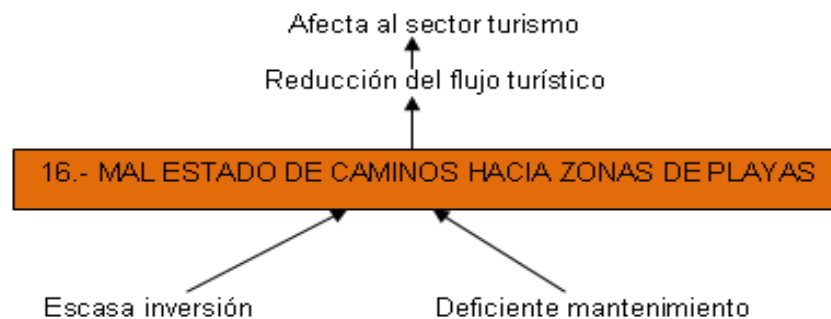 Afecta al sector turismo
Reducción del flujo turístico
16.- MAL ESTADO DE CAMINOS HACIA ZONAS DE PLAYAS
Escasa inversión
Deficiente mantenimiento